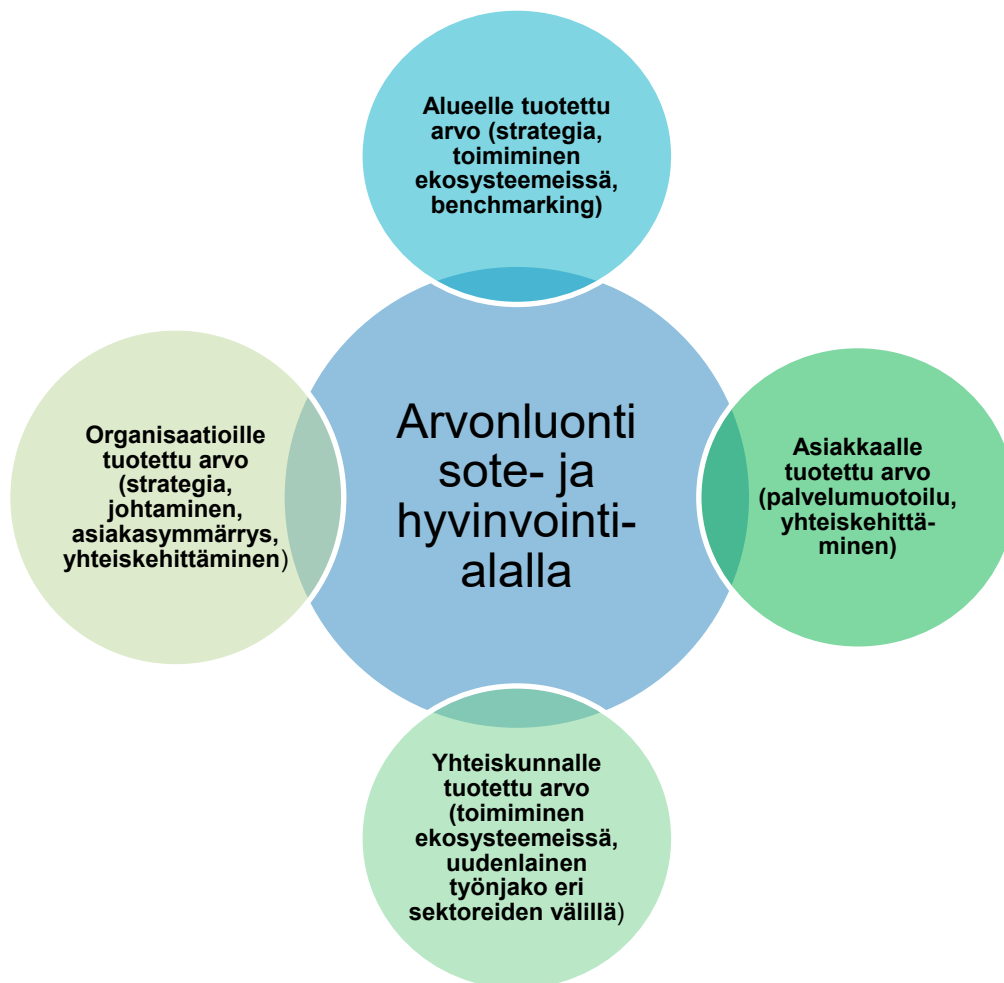 Alueelle tuotettu
arvo (strategia,
toimiminen
ekosysteemeissä,
benchmarking)
Organisaatioille
tuotettu arvo
(strategia,
johtaminen,
asiakasymmärrys,
yhteiskehittäminen)
Arvonluonti
sote- ja
hyvinvointi-
alalla
Asiakkaalle
tuotettu arvo
(palvelumuotoilu,
yhteiskehittä-
minen)
Yhteiskunnalle
tuotettu arvo
(toimiminen
ekosysteemeissä,
uudenlainen
työnjako eri
sektoreiden välillä)